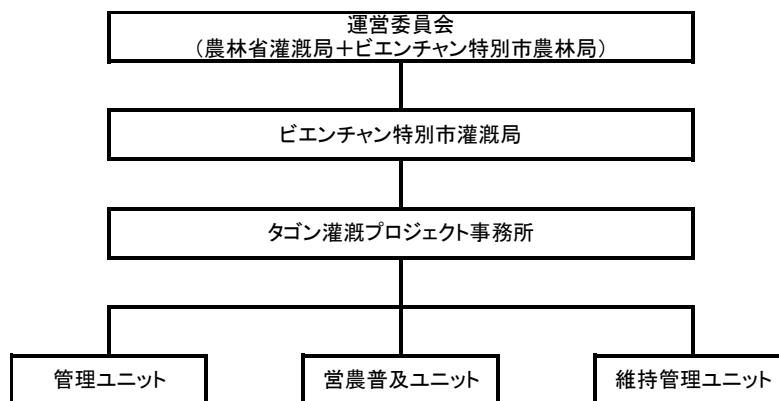 運営委員会
（農林省灌漑局＋ビエンチャン特別市農林局）
ビエンチャン特別市灌漑局
タゴン灌漑プロジェクト事務所
管理ユニット
営農普及ユニット
維持管理ユニット